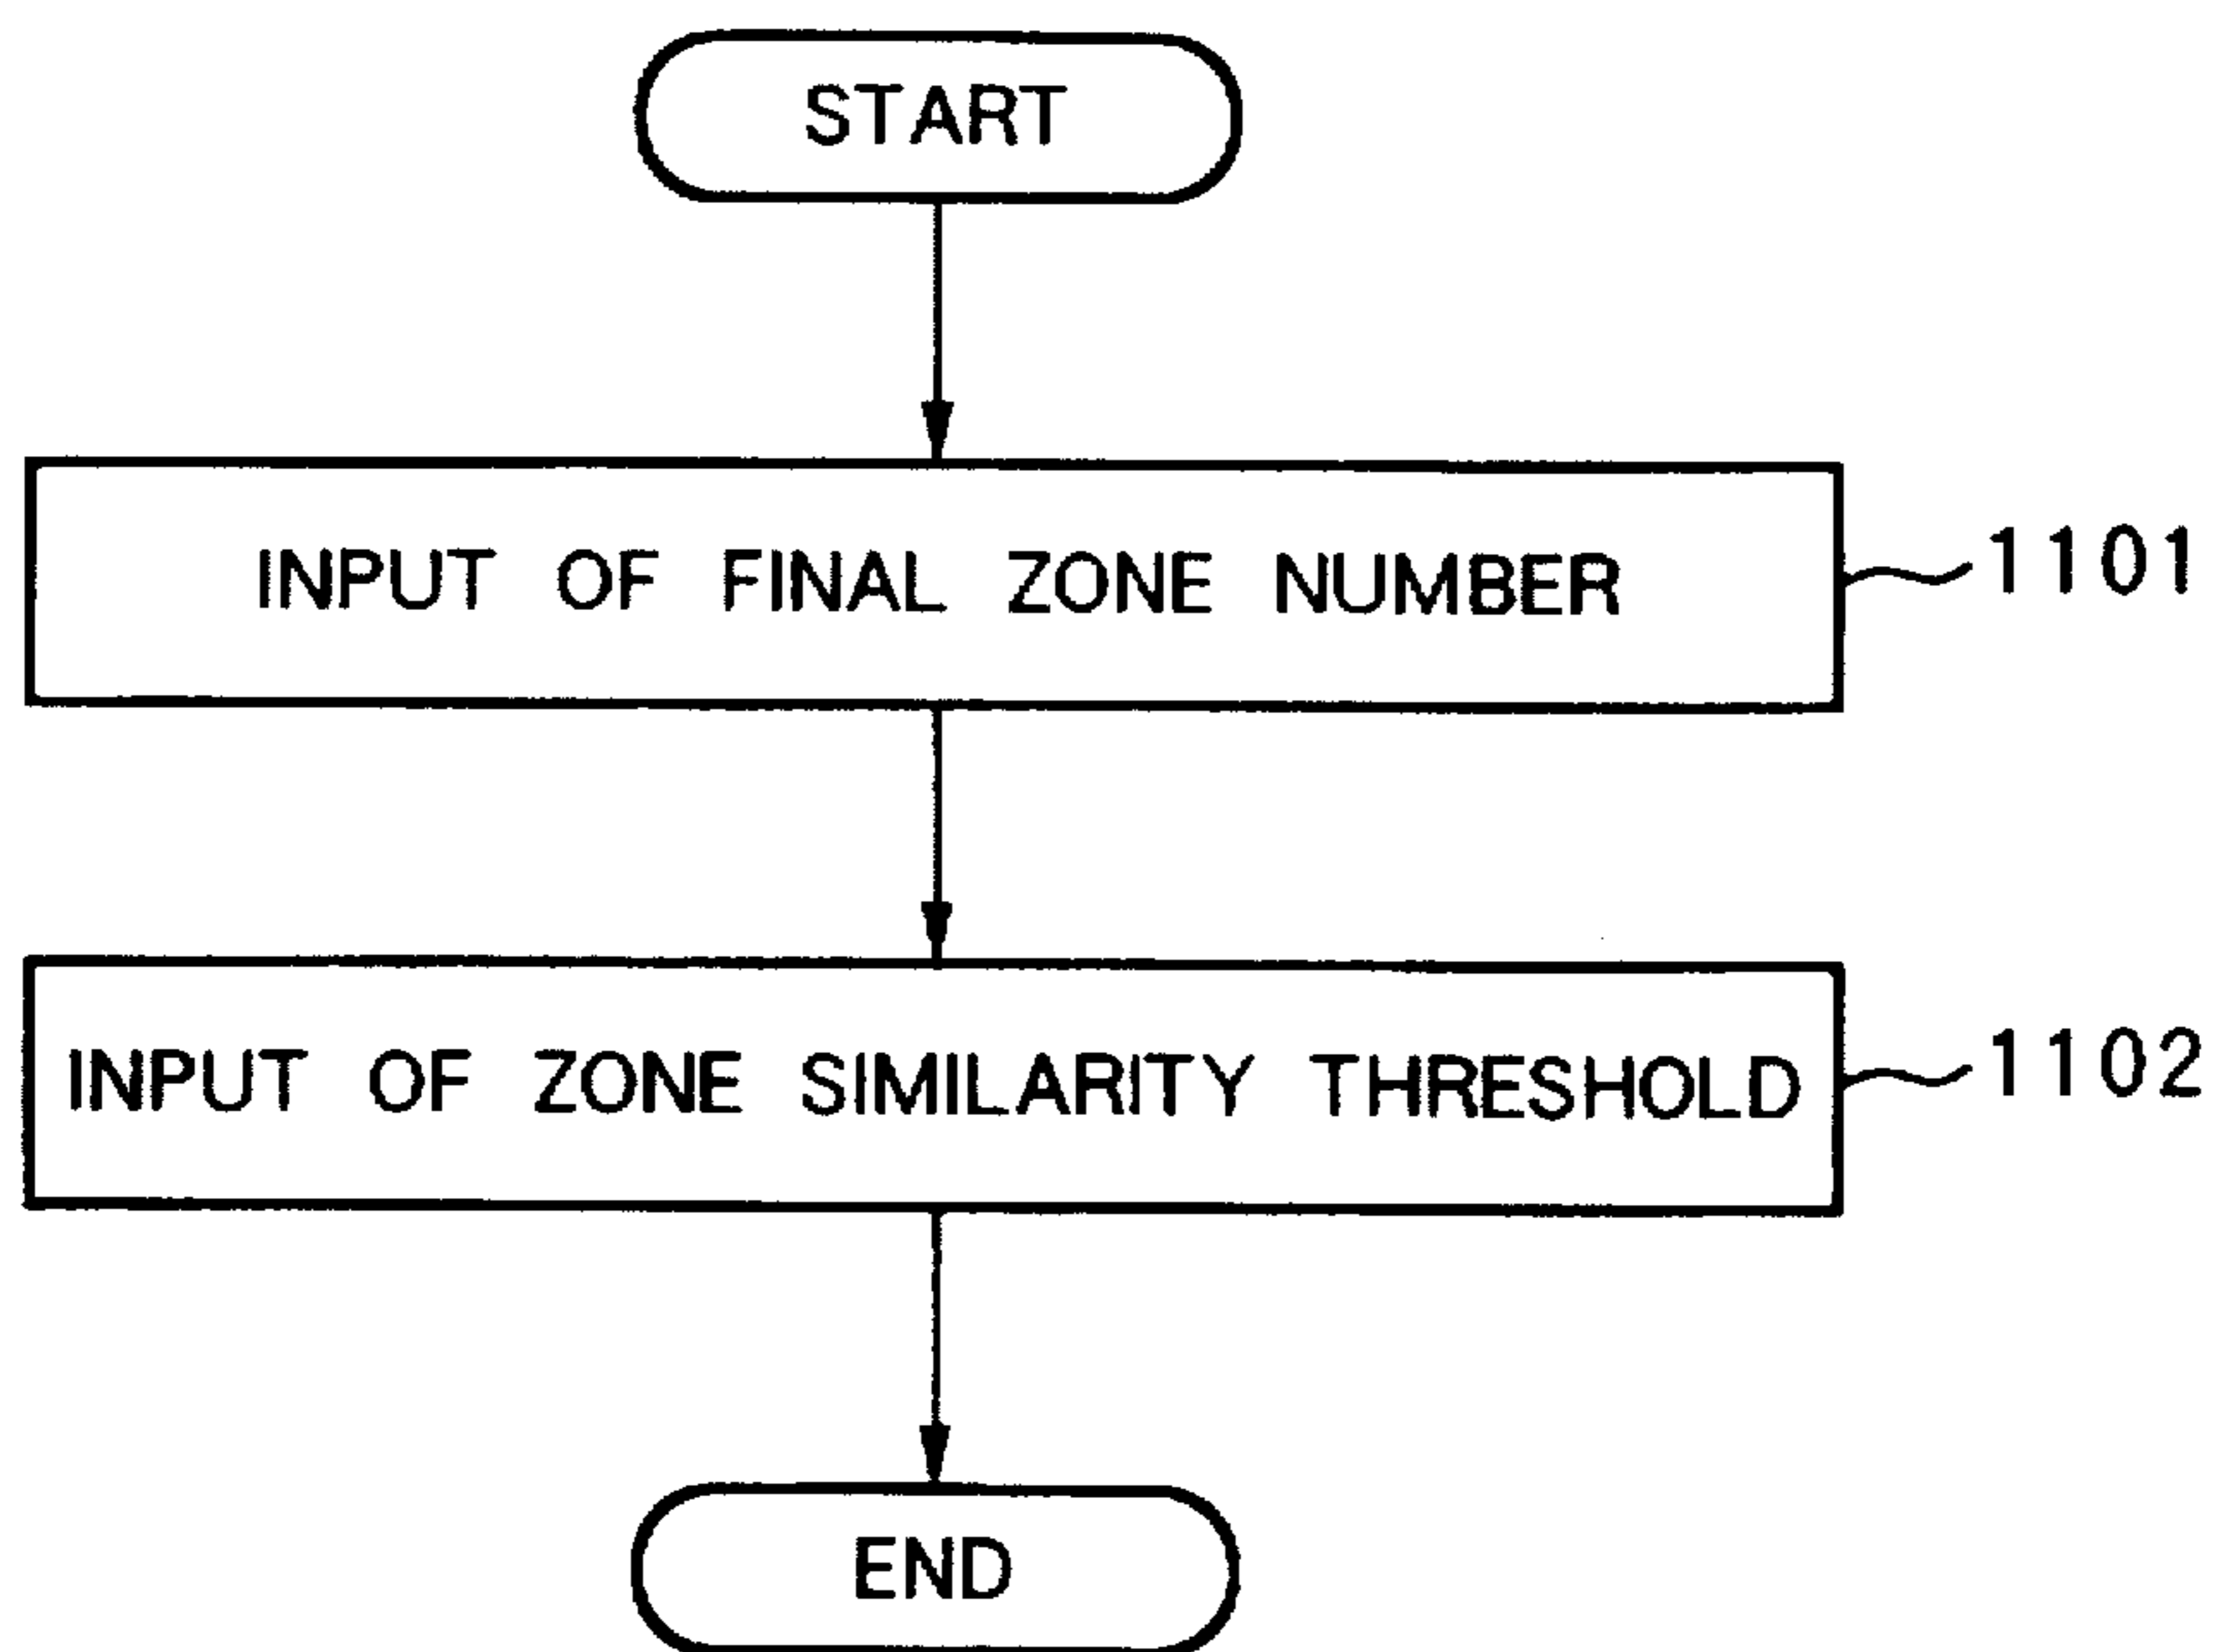 START
INPUT OF FINAL ZONE NUMBER
1101
INPUT OF ZONE SIMILARITY THRESHOLD
1102
END